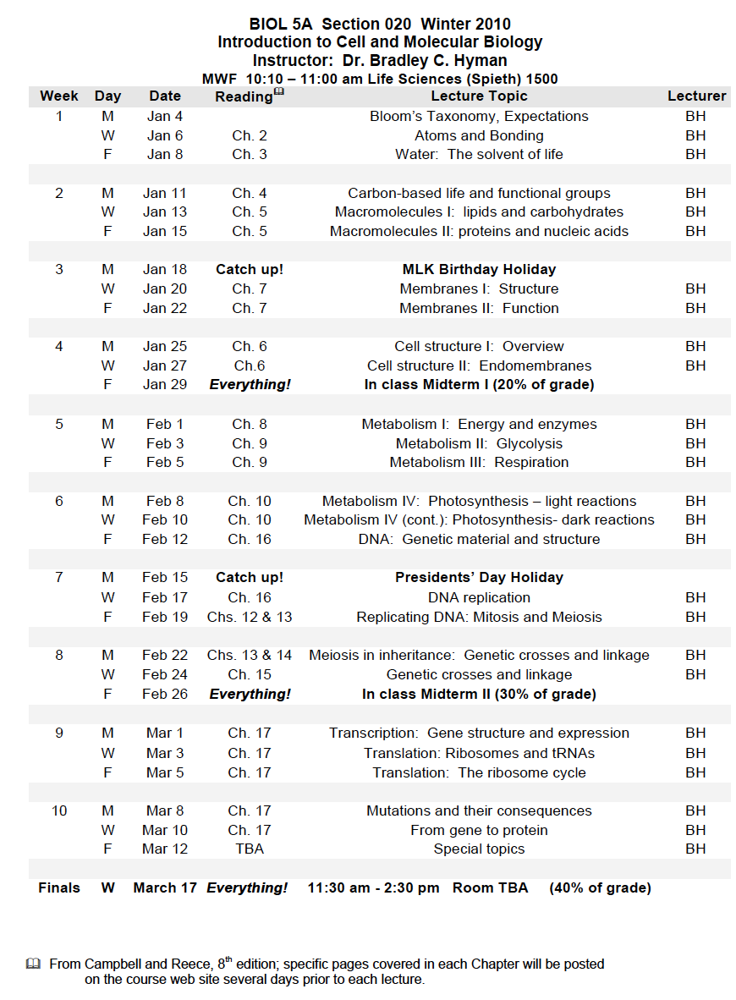 BIOL 5A Section 020 Winter 2010
Introduction to Cell and Molecular Biology
Instructor: Dr. Bradley C. Hyman
MWF 10:10 – 11:00 am Life Sciences (Spieth) 1500
Week Day Date Reading Lecture Topic Lecturer
1 M Jan 4 Bloom’s Taxonomy, Expectations BH
W Jan 6 Ch. 2 Atoms and Bonding BH
F Jan 8 Ch. 3 Water: The solvent of life BH
2 M Jan 11 Ch. 4 Carbon-based life and functional groups BH
W Jan 13 Ch. 5 Macromolecules I: lipids and carbohydrates BH
F Jan 15 Ch. 5 Macromolecules II: proteins and nucleic acids BH
3 M Jan 18 Catch up! MLK Birthday Holiday
W Jan 20 Ch. 7 Membranes I: Structure BH
F Jan 22 Ch. 7 Membranes II: Function BH
4 M Jan 25 Ch. 6 Cell structure I: Overview BH
W Jan 27 Ch.6 Cell structure II: Endomembranes BH
F Jan 29 Everything! In class Midterm I (20% of grade)
5 M Feb 1 Ch. 8 Metabolism I: Energy and enzymes BH
W Feb 3 Ch. 9 Metabolism II: Glycolysis BH
F Feb 5 Ch. 9 Metabolism III: Respiration BH
6 M Feb 8 Ch. 10 Metabolism IV: Photosynthesis – light reactions BH
W Feb 10 Ch. 10 Metabolism IV (cont.): Photosynthesis- dark reactions BH
F Feb 12 Ch. 16 DNA: Genetic material and structure BH
7 M Feb 15 Catch up! Presidents’ Day Holiday
W Feb 17 Ch. 16 DNA replication BH
F Feb 19 Chs. 12 & 13 Replicating DNA: Mitosis and Meiosis BH
8 M Feb 22 Chs. 13 & 14 Meiosis in inheritance: Genetic crosses and linkage BH
W Feb 24 Ch. 15 Genetic crosses and linkage BH
F Feb 26 Everything! In class Midterm II (30% of grade)
9 M Mar 1 Ch. 17 Transcription: Gene structure and expression BH
W Mar 3 Ch. 17 Translation: Ribosomes and tRNAs BH
F Mar 5 Ch. 17 Translation: The ribosome cycle BH
10 M Mar 8 Ch. 17 Mutations and their consequences BH
W Mar 10 Ch. 17 From gene to protein BH
F Mar 12 TBA Special topics BH
Finals W March 17 Everything! 11:30 am - 2:30 pm Room TBA (40% of grade)
From Campbell and Reece, 8th edition; specific pages covered in each Chapter will be posted
on the course web site several days prior to each lecture.